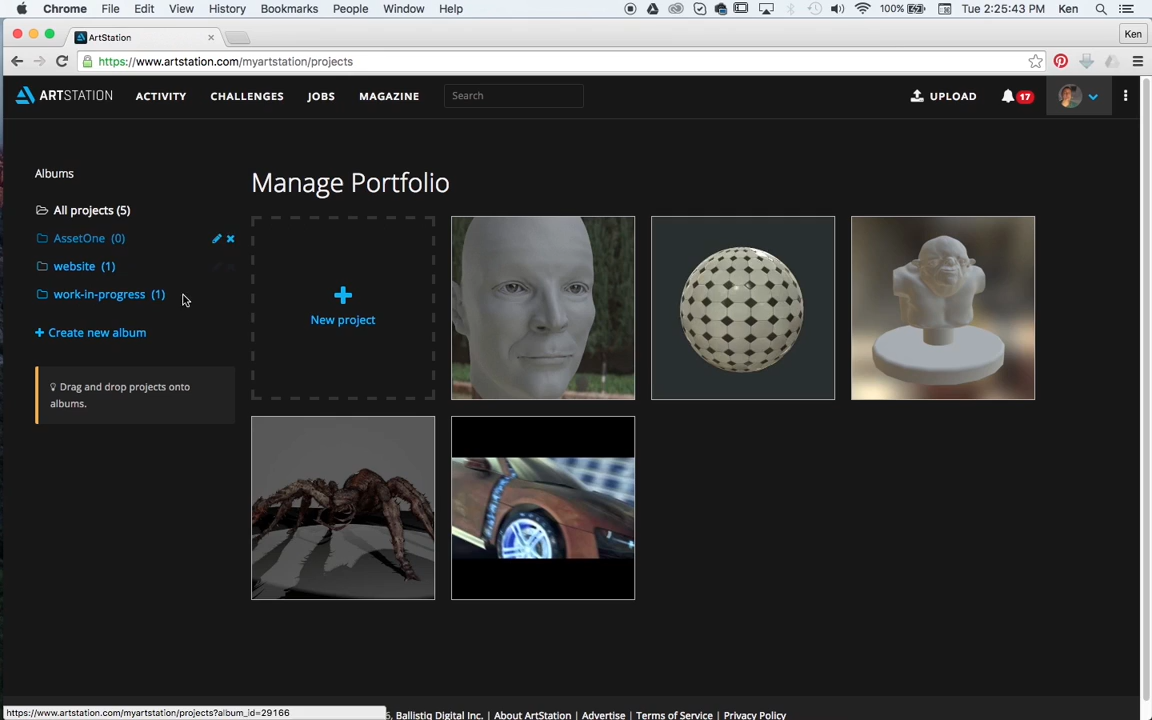 Chrome File Edit View History Bookmarks People Window Help 100% Tue 2:25:43 PM Ken
ArtStation Ken
https://www.artstation.com/myartstation/projects
ARTSTATION ACTIVITY CHALLENGES JOBS MAGAZINE Search UPLOAD 17
Albums
Manage Portfolio
All projects (5)
AssetOne (0)
website (1)
work-in-progress (1)
New project
Create new album
Drag and drop projects onto
albums.
https://www.artstation.com/myartstation/projects?album_id=29166
Ballistiq Digital Inc. | About ArtStation | Advertise | Terms of Service | Privacy Policy